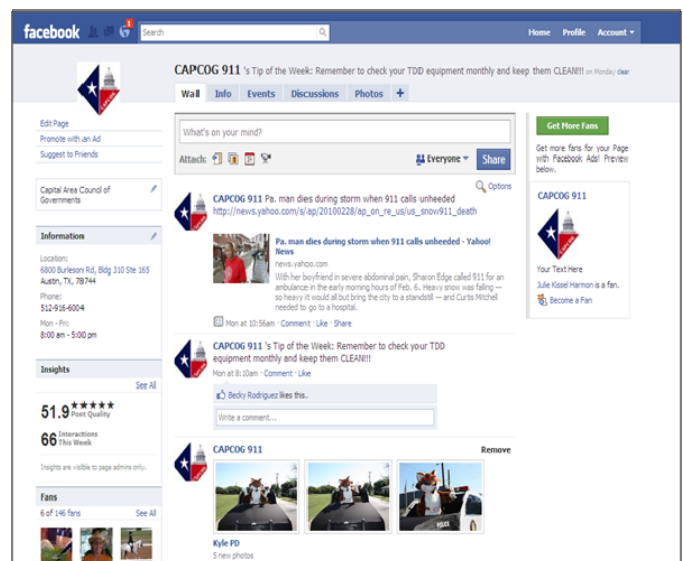 facebook
1
Search
Home Profile Account
CAPCOG 911 's Tip of the Week: Remember to check your TDD equipment monthly and keep them CLEAN!!! on Monday clear
Wall Info Events Discussions Photos +
Edit Page
Promote with an Ad
Suggest to Friends
Capital Area Council of
Governments
Information
Location:
6800 Burleson Rd, Bldg 310 Ste 165
Austin, TX, 78744
Phone:
512-916-6004
Mon - Fri:
8:00 am - 5:00 pm
Insights
See All
51.9 Post Quality
66 Interactions
This Week
Insights are visible to page admins only.
Fans
6 of 146 fans See All
What's on your mind?
Attach: Everyone Share
Options
CAPCOG 911 Pa. man dies during storm when 911 calls unheeded
http://news.yahoo.com/s/ap/20100228/ap_on_re_us/us_snow911_death
Pa. man dies during storm when 911 calls unheeded - Yahoo!
News
news.yahoo.com
With her boyfriend in severe abdominal pain, Sharon Edge called 911 for an
ambulance in the early morning hours of Feb. 6. Heavy snow was falling —
so heavy it would all but bring the city to a standstill — and Curtis Mitchell
needed to go to a hospital.
Mon at 10:56am · Comment · Like · Share
CAPCOG 911 's Tip of the Week: Remember to check your TDD
equipment monthly and keep them CLEAN!!!
Mon at 8:10am · Comment · Like
Becky Rodriguez likes this.
Write a comment...
CAPCOG 911
Remove
POLICE
Kyle PD
5 new photos
Get More Fans
Get more fans for your Page
with Facebook Ads! Preview
below.
CAPCOG 911
Your Text Here
Julie Kissel Harmon is a fan.
Become a Fan